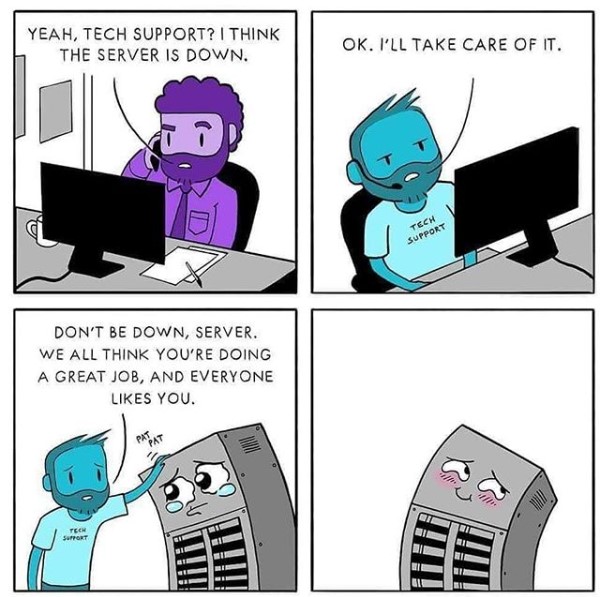 YEAH, TECH SUPPORT? I THINK
THE SERVER IS DOWN.
OK. I'LL TAKE CARE OF IT.
TECH
SUPPORT
DON'T BE DOWN, SERVER.
WE ALL THINK YOU'RE DOING
A GREAT JOB, AND EVERYONE
LIKES YOU.
PAT
PAT
TECH
SUPPORT